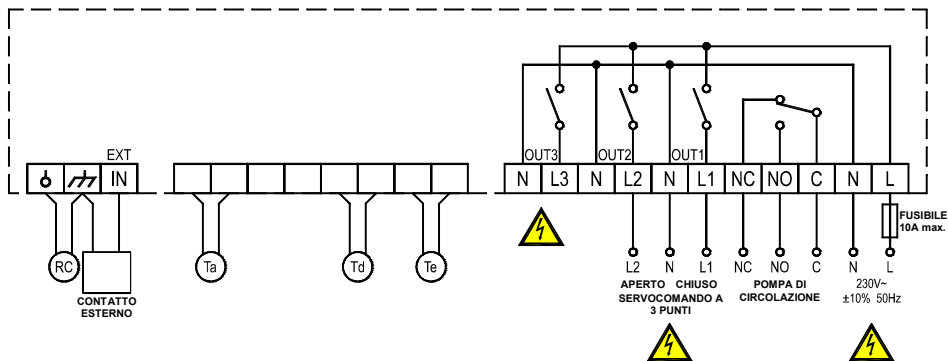 OUT3 OUT2 OUT1
EXT
IN
N L3 N L2 N L1 NC NO C N L
FUSIBILE
10A max.
RC
CONTATTO
ESTERNO
Ta
Td
Te
L2 N L1 NC NO C N L
APERTO CHIUSO
SERVOCOMANDO A
3 PUNTI
POMPA DI
CIRCOLAZIONE
230V~
±10% 50Hz